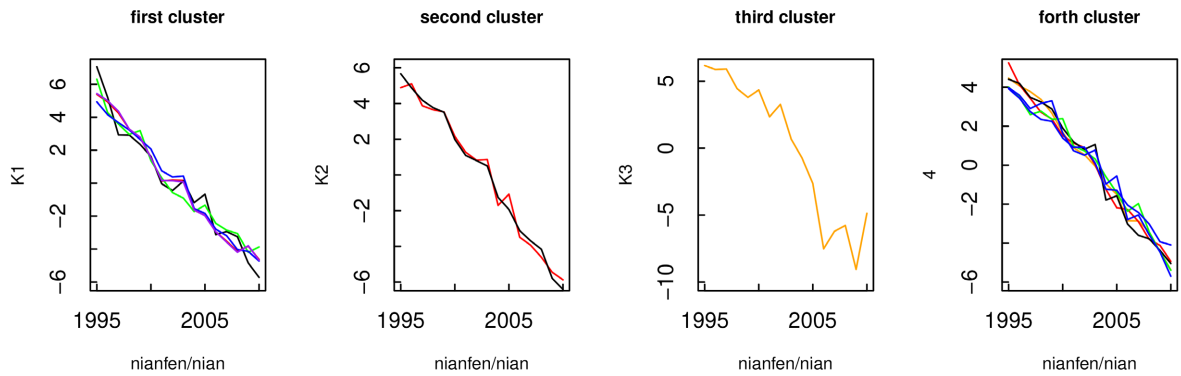 first cluster
K1
6
4
2
−2
−6
1995
2005
nianfen/nian
second cluster
K2
6
4
2
−2
−6
1995
2005
nianfen/nian
third cluster
K3
5
0
−5
−10
1995
2005
nianfen/nian
forth cluster
4
4
2
0
−2
−6
1995
2005
nianfen/nian